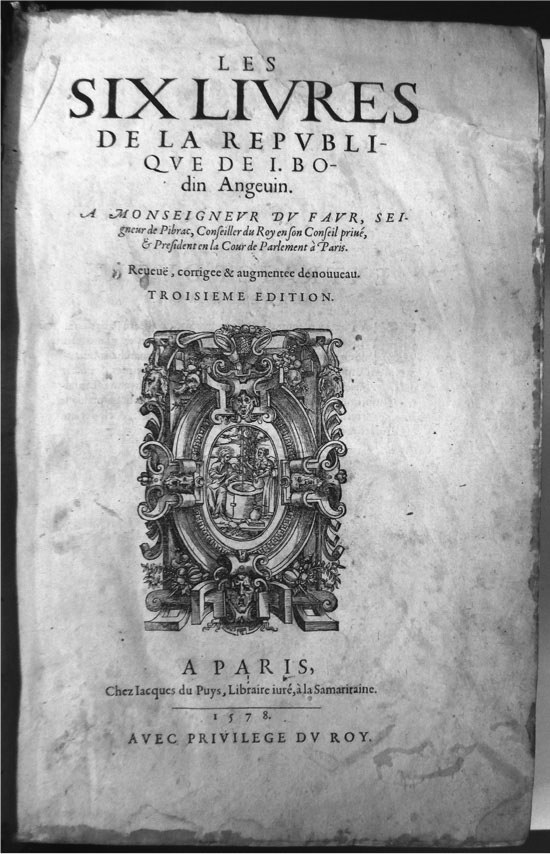 LES
SIX LIVRES
DE LA REPVBLI-
QVE DE I. BO-
din Angeuin.
A MONSEIGNEVR DV FAVR, SEI-
gneur de Pibrac, Conseiller du Roy en son Conseil priué,
& President en la Cour de Parlement à Paris.
Reueuë, corrigee & augmentee de nouueau.
TROISIEME EDITION.
A PARIS,
Chez Iacques du Puys, Libraire iuré, à la Samaritaine.
1578.
AVEC PRIVILEGE DV ROY.